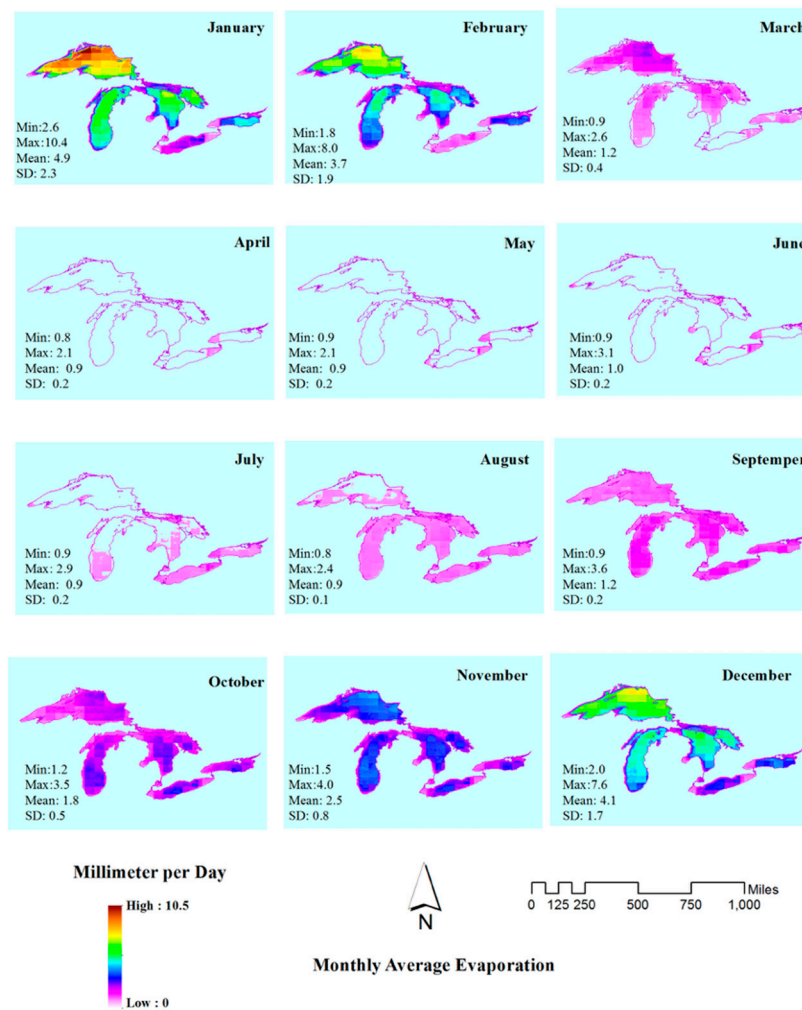 January
Min:2.6
Max:10.4
Mean: 4.9
SD: 2.3
February
Min:1.8
Max:8.0
Mean: 3.7
SD: 1.9
March
Min:0.9
Max:2.6
Mean: 1.2
SD: 0.4
April
Min: 0.8
Max: 2.1
Mean: 0.9
SD: 0.2
May
Min: 0.9
Max: 2.1
Mean: 0.9
SD: 0.2
June
Min:0.9
Max:3.1
Mean: 1.0
SD: 0.2
July
Min: 0.9
Max: 2.9
Mean: 0.9
SD: 0.2
August
Min: 0.8
Max: 2.4
Mean: 0.9
SD: 0.1
September
Min:0.9
Max:3.6
Mean: 1.2
SD: 0.2
October
Min:1.2
Max:3.5
Mean: 1.8
SD: 0.5
November
Min:1.5
Max:4.0
Mean: 2.5
SD: 0.8
December
Min:2.0
Max:7.6
Mean: 4.1
SD: 1.7
Millimeter per Day
High : 10.5
Low : 0
N
Miles
0 125 250 500 750 1,000
Monthly Average Evaporation